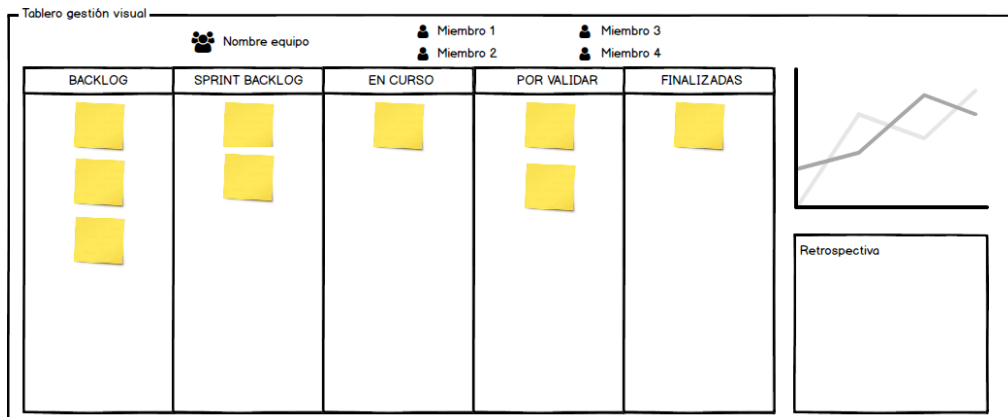 Tablero gestión visual
Nombre equipo
Miembro 1
Miembro 2
Miembro 3
Miembro 4
BACKLOG
SPRINT BACKLOG
EN CURSO
POR VALIDAR
FINALIZADAS
Retrospectiva